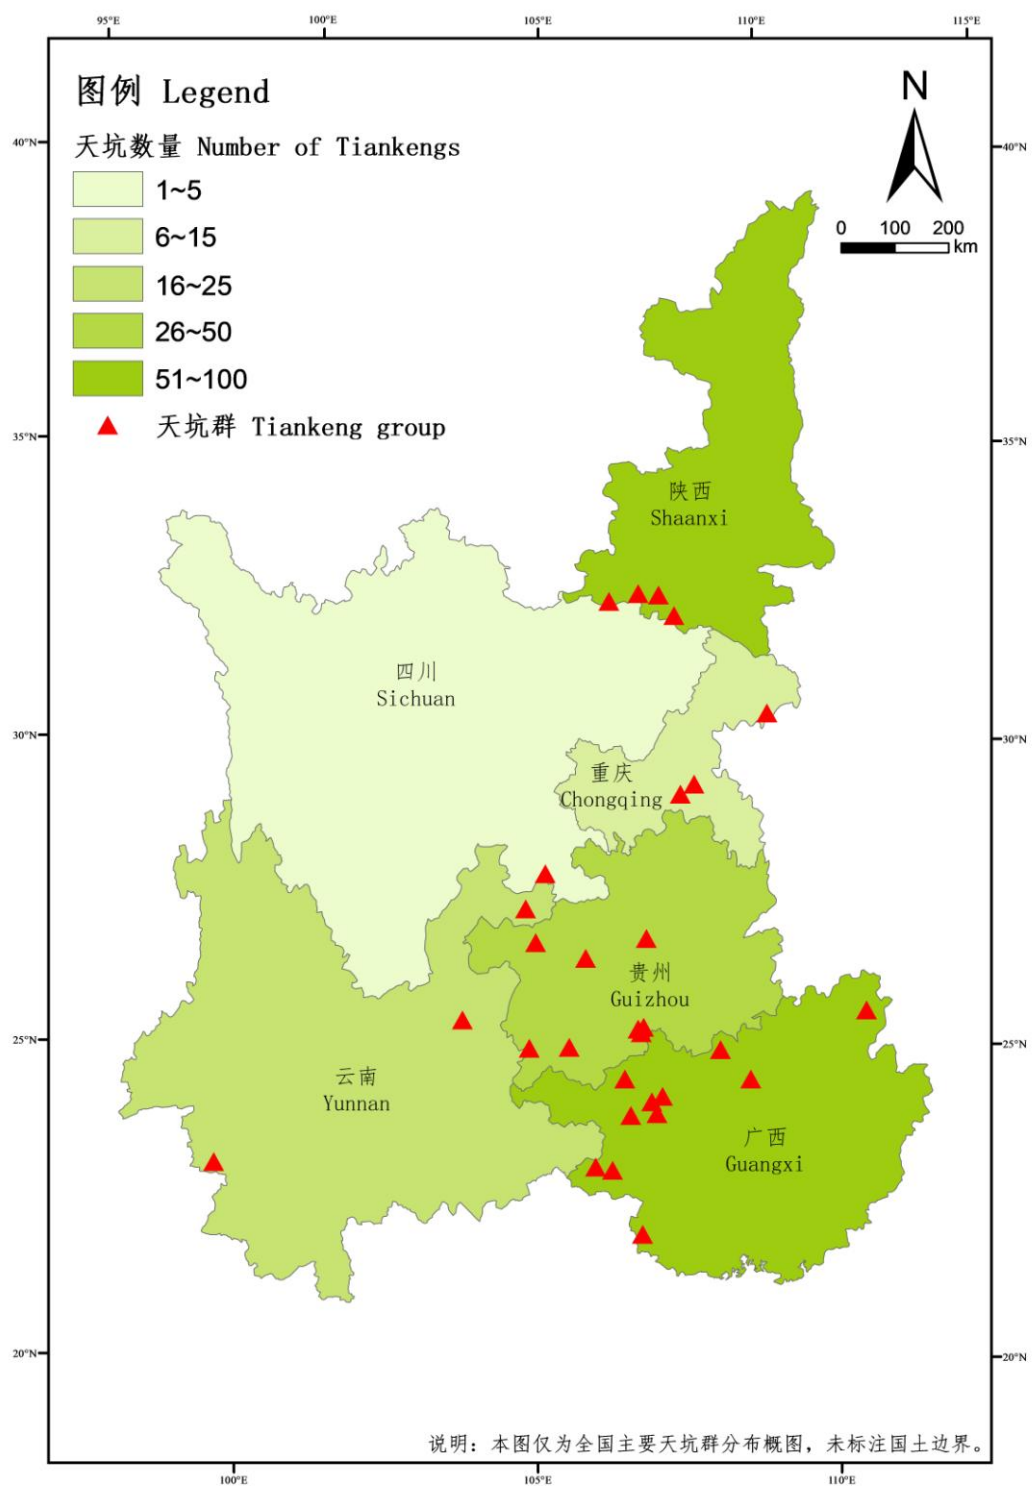 95°E 100°E 105°E 110°E 115°E
图例 Legend
天坑数量 Number of Tiankengs
1~5
6~15
16~25
26~50
51~100
天坑群 Tiankeng group
N
0 100 200
km
40°N 40°N
35°N 35°N
陕西
Shaanxi
四川
Sichuan
30°N 30°N
重庆
Chongqing
贵州
Guizhou
25°N 25°N
云南
Yunnan
广西
Guangxi
20°N 20°N
说明：本图仅为全国主要天坑群分布概图，未标注国土边界。
100°E 105°E 110°E